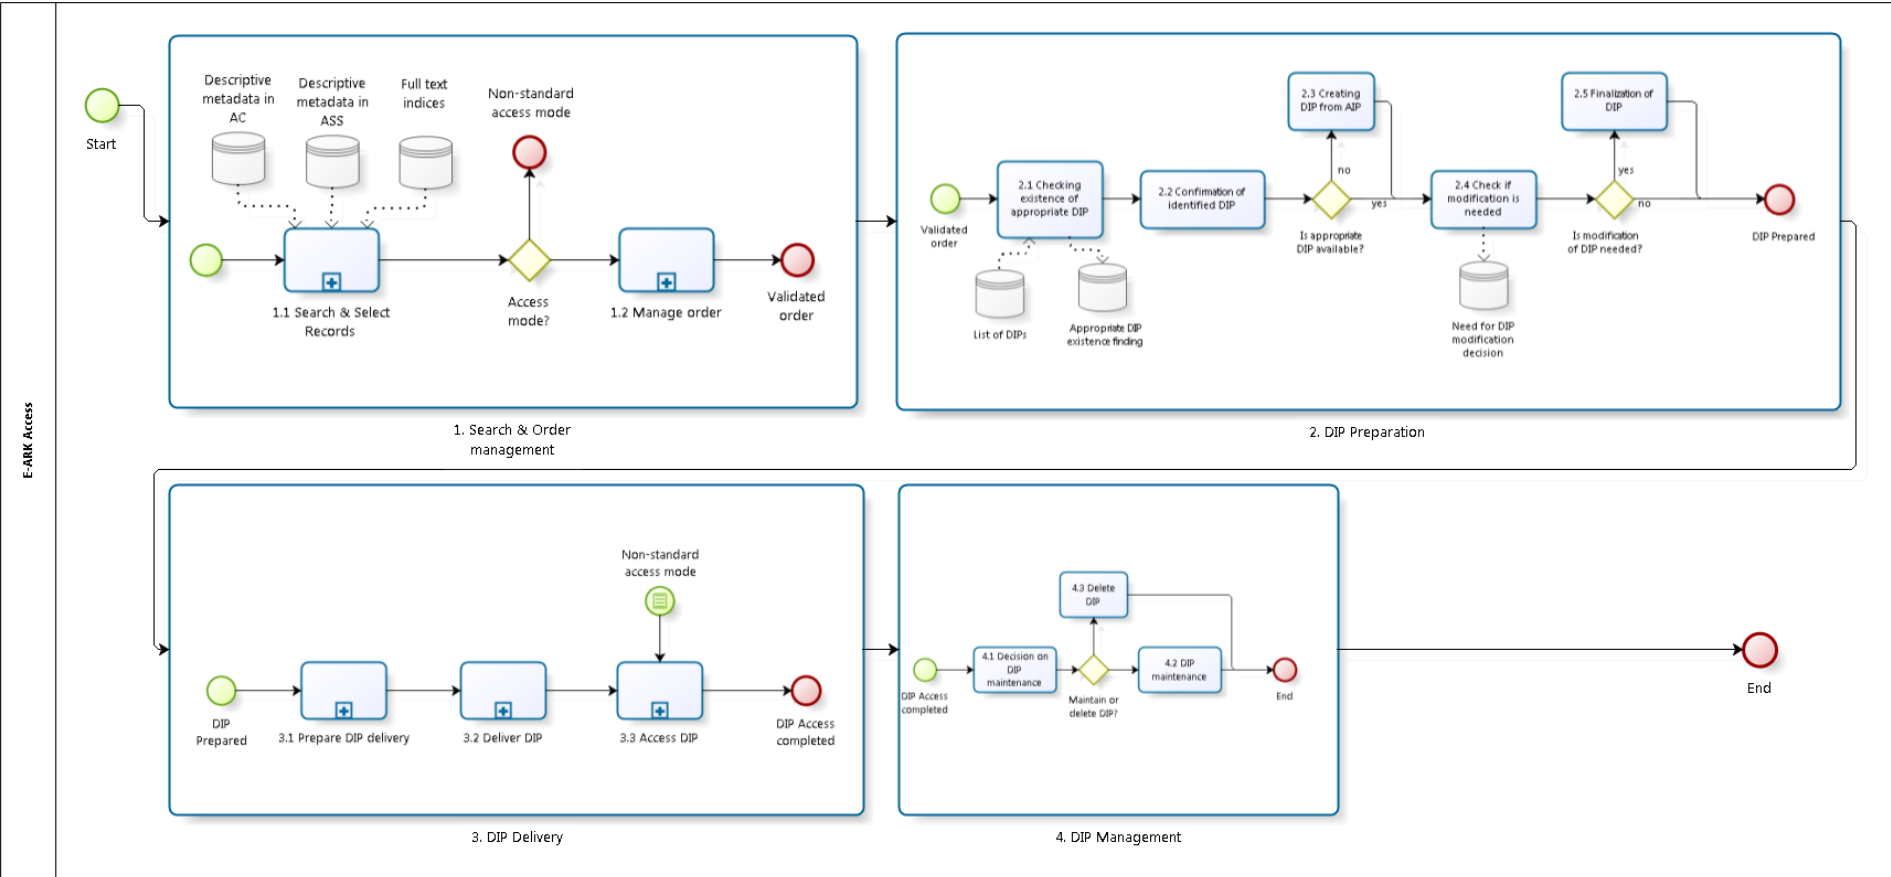 E-ARK Access
Start
Descriptive
metadata in
AC
Descriptive
metadata in
ASS
Full text
indices
Non-standard
access mode
1.1 Search & Select
Records
Access
mode?
1.2 Manage order
Validated
order
1. Search & Order
management
Validated
order
2.1 Checking
existence of
appropriate DIP
List of DIPs
Appropriate DIP
existence finding
2.2 Confirmation of
identified DIP
2.3 Creating
DIP from AIP
no
yes
Is appropriate
DIP available?
2.4 Check if
modification is
needed
Need for DIP
modification
decision
2.5 Finalization of
DIP
yes
no
Is modification
of DIP needed?
DIP Prepared
2. DIP Preparation
DIP
Prepared
3.1 Prepare DIP delivery
3.2 Deliver DIP
Non-standard
access mode
3.3 Access DIP
DIP Access
completed
3. DIP Delivery
DIP Access
completed
4.1 Decision on
DIP
maintenance
4.3 Delete
DIP
Maintain or
delete DIP?
4.2 DIP
maintenance
End
4. DIP Management
End